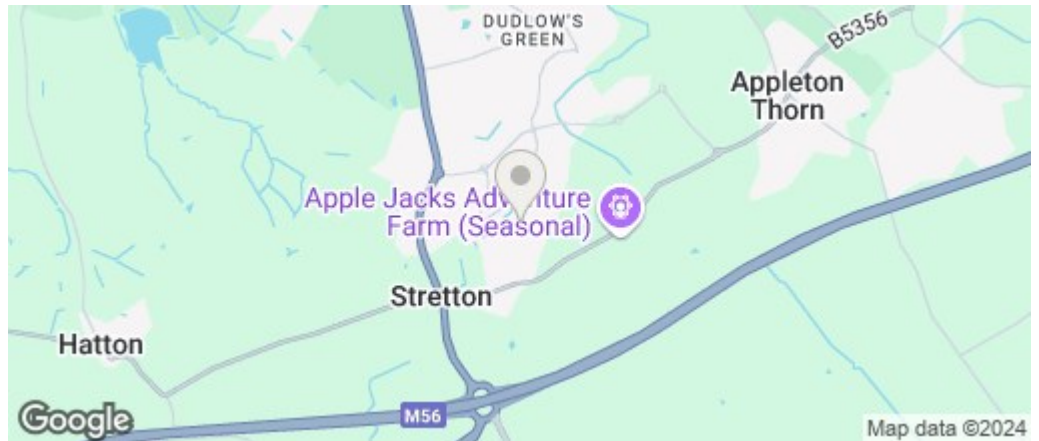 DUDLOW'S
GREEN
B5356
Appleton
Thorn
Apple Jacks Adventure
Farm (Seasonal)
Stretton
Hatton
M56
Google
Map data ©2024